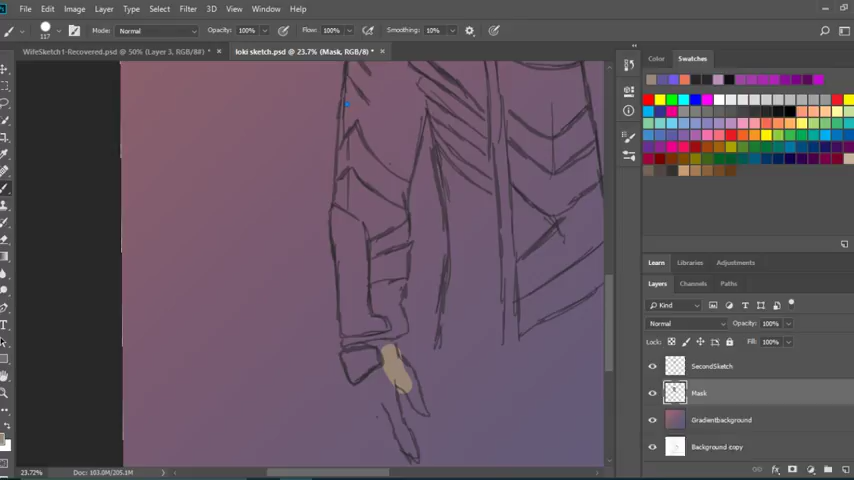 File Edit Image Layer Type Select Filter 3D View Window Help
117 Mode: Normal Opacity: 100% Flow: 100% Smoothing: 10%
WifeSketch1-Recovered.psd @ 50% (Layer 3, RGB/8#) * × loki sketch.psd @ 23.7% (Mask, RGB/8) * ×
Color Swatches
Learn Libraries Adjustments
Layers Channels Paths
Kind
Normal Opacity: 100%
Lock: Fill: 100%
SecondSketch
Mask
Gradientbackground
Background copy
23.72% Doc: 103.0M/205.1M